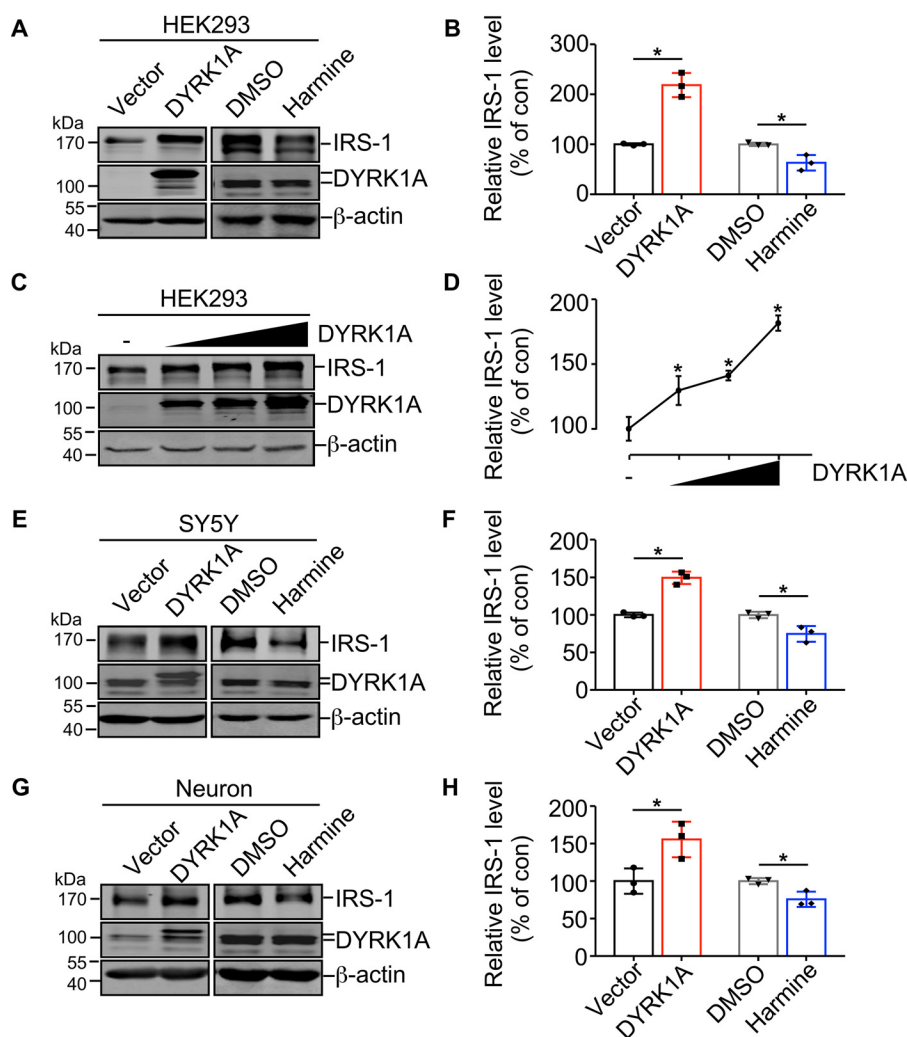 A
HEK293
Vector
DYRK1A
DMSO
Harmine
kDa
170
IRS-1
100
DYRK1A
55
40
β-actin
B
Relative IRS-1 level
(% of con)
300
200
100
0
*
*
Vector
DYRK1A
DMSO
Harmine
C
HEK293
-
DYRK1A
kDa
170
IRS-1
100
DYRK1A
55
40
β-actin
D
Relative IRS-1 level
(% of con)
200
150
100
*
*
*
-
DYRK1A
E
SY5Y
Vector
DYRK1A
DMSO
Harmine
kDa
170
IRS-1
100
DYRK1A
55
40
β-actin
F
Relative IRS-1 level
(% of con)
200
150
100
50
0
*
*
Vector
DYRK1A
DMSO
Harmine
G
Neuron
Vector
DYRK1A
DMSO
Harmine
kDa
170
IRS-1
100
DYRK1A
55
40
β-actin
H
Relative IRS-1 level
(% of con)
200
150
100
50
0
*
*
Vector
DYRK1A
DMSO
Harmine